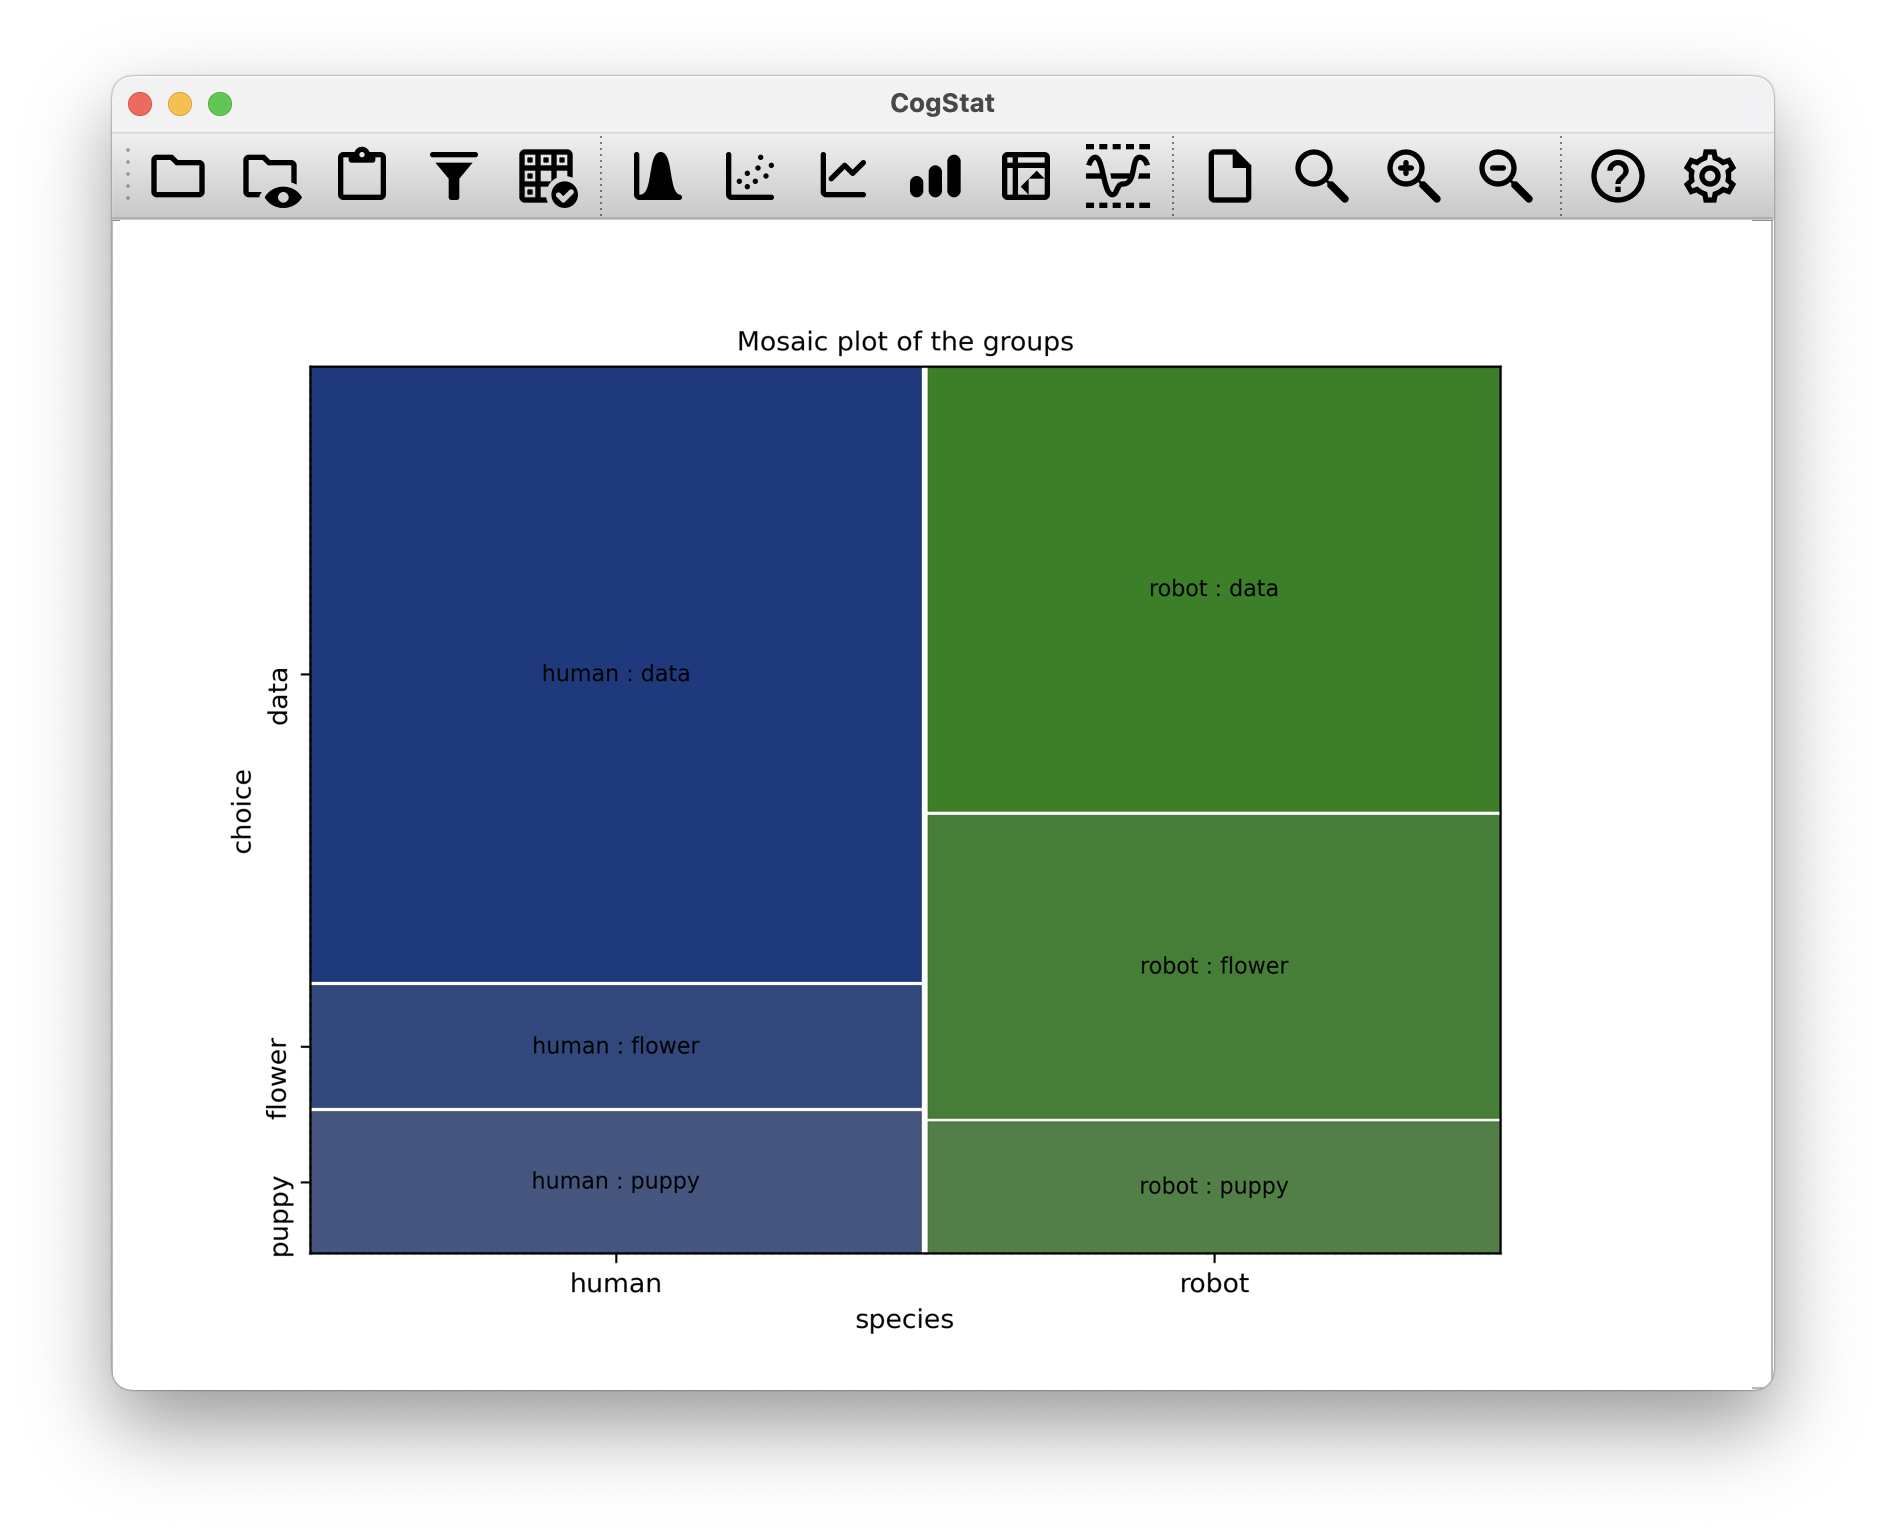 CogStat
Mosaic plot of the groups
robot : data
human : data
data
choice
robot : flower
human : flower
flower
human : puppy
robot : puppy
puppy
human
robot
species